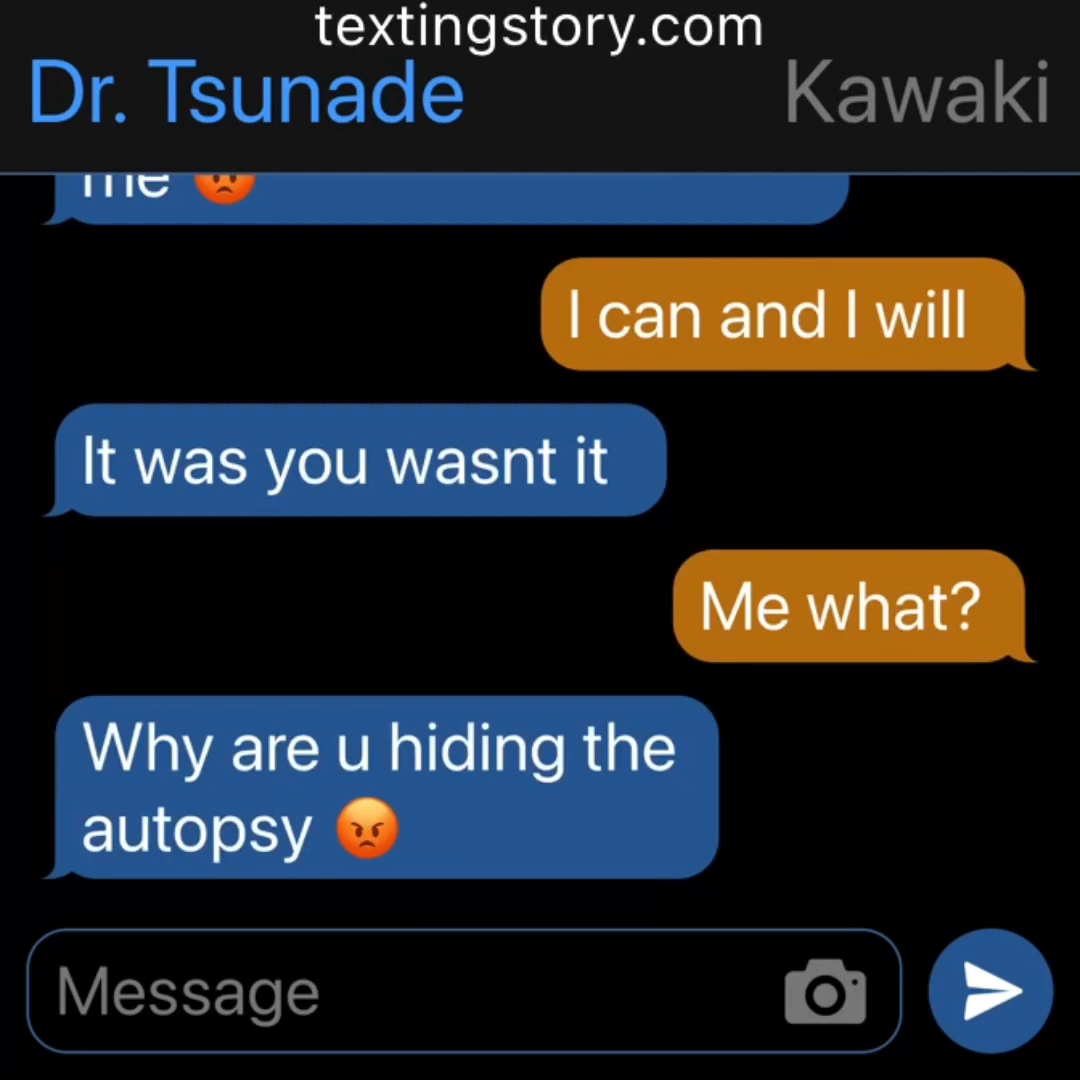 textingstory.com
Dr. Tsunade
Kawaki
me 😡
I can and I will
It was you wasnt it
Me what?
Why are u hiding the
autopsy 😡
Message